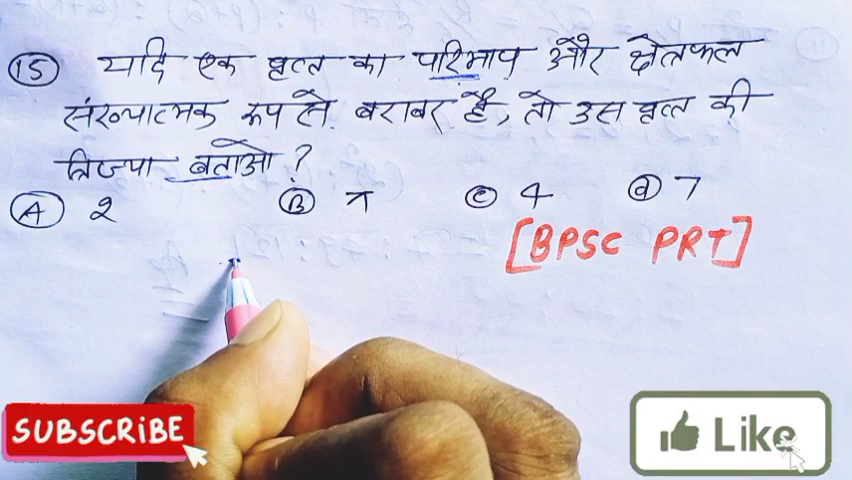 15 यदि एक वृत्त का परिमाप और क्षेत्रफल
संख्यात्मक रूप से बराबर है, तो उस वृत्त की
त्रिज्या बताओ ?
A 2 B π C 4 d 7
[BPSC PRT]
SUBSCRIBE
Like